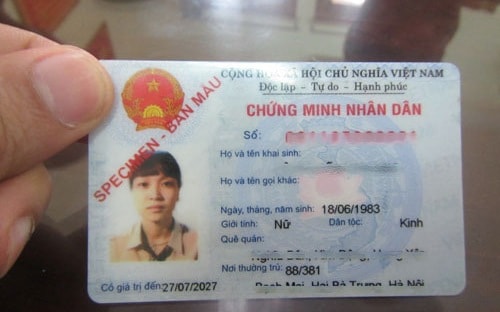 CỘNG HÒA XÃ HỘI CHỦ NGHĨA VIỆT NAM
Độc lập - Tự do - Hạnh phúc
CHỨNG MINH NHÂN DÂN
SPECIMEN - BẢN MẪU
Số:
Họ và tên khai sinh:
Họ và tên gọi khác:
Ngày, tháng, năm sinh: 18/06/1983
Giới tính: Nữ Dân tộc: Kinh
Quê quán:
Nơi thường trú: 88/381
Bạch Mai, Hai Bà Trưng, Hà Nội
Có giá trị đến: 27/07/2027